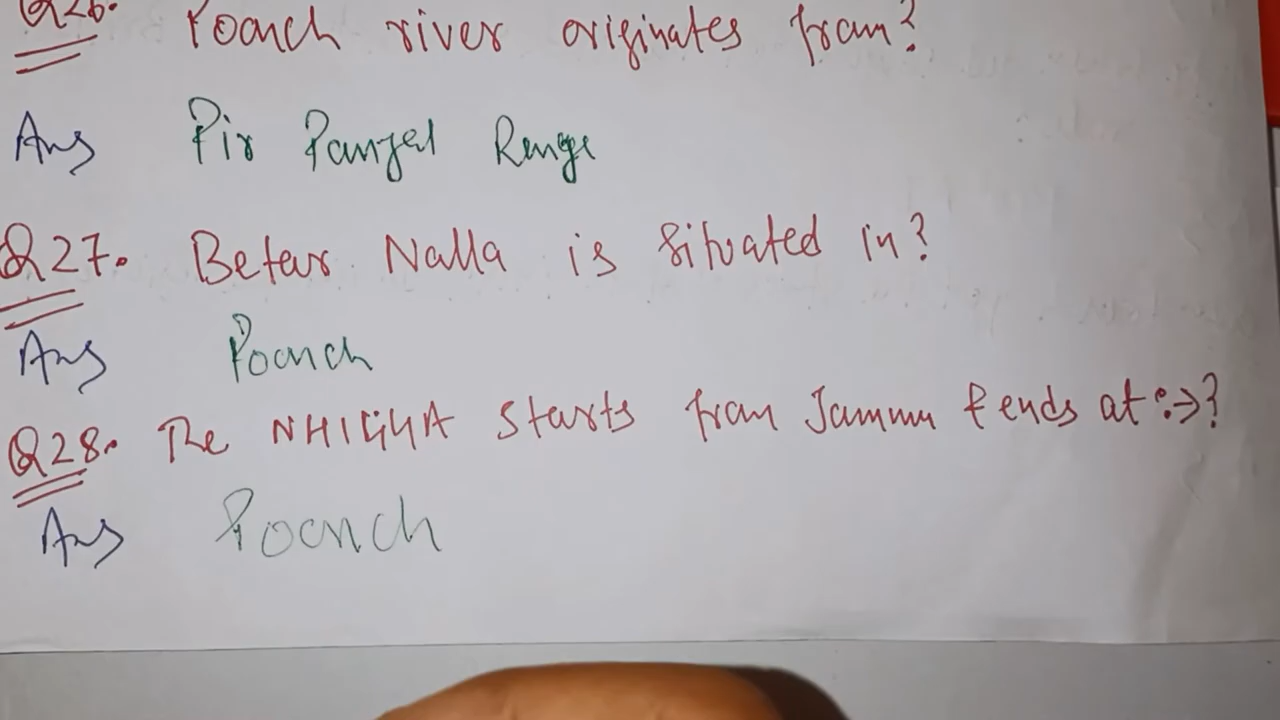 Q26. Poonch river originates from?
Ans Pir Panjal Range
Q27. Betar Nalla is situated in?
Ans Poonch
Q28. The NH144A starts from Jammu & ends at :->?
Ans Poonch